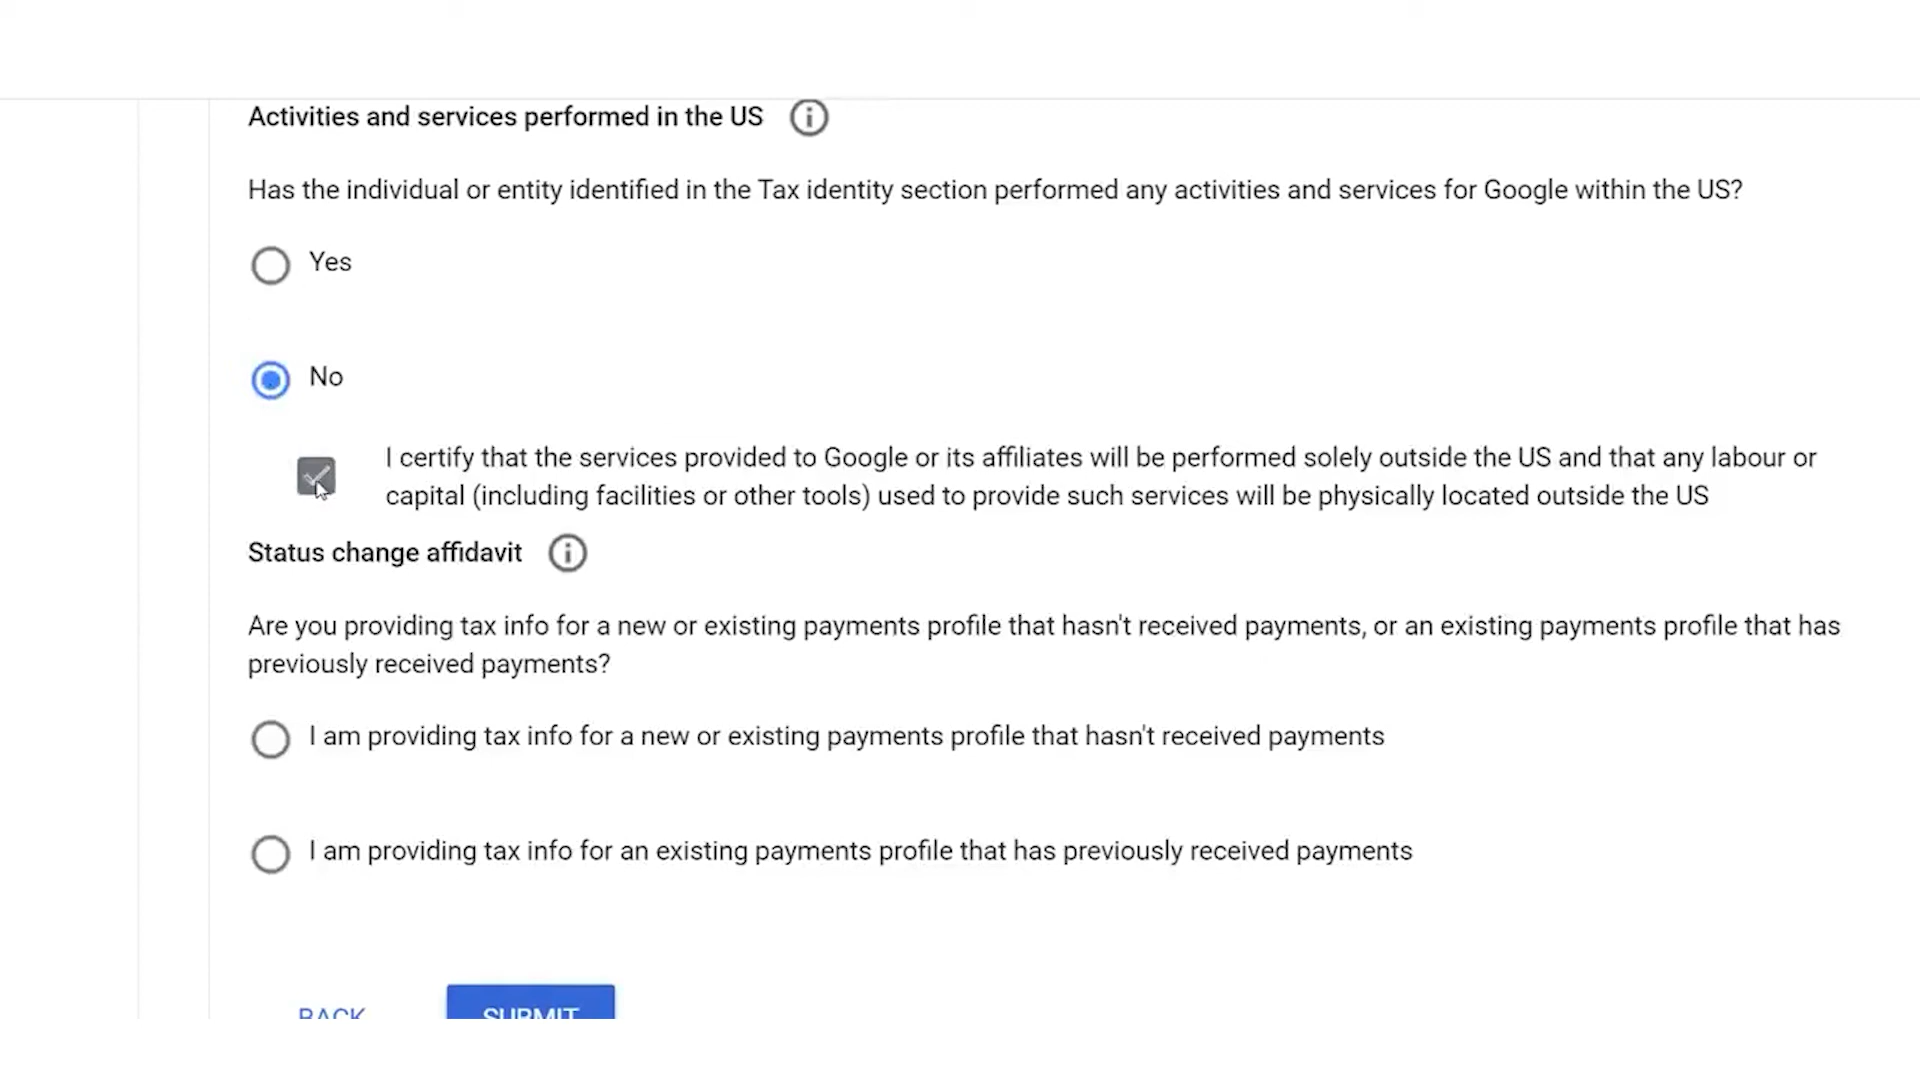 Activities and services performed in the US
Has the individual or entity identified in the Tax identity section performed any activities and services for Google within the US?
Yes
No
I certify that the services provided to Google or its affiliates will be performed solely outside the US and that any labour or
capital (including facilities or other tools) used to provide such services will be physically located outside the US
Status change affidavit
Are you providing tax info for a new or existing payments profile that hasn't received payments, or an existing payments profile that has
previously received payments?
I am providing tax info for a new or existing payments profile that hasn't received payments
I am providing tax info for an existing payments profile that has previously received payments
BACK
SUBMIT